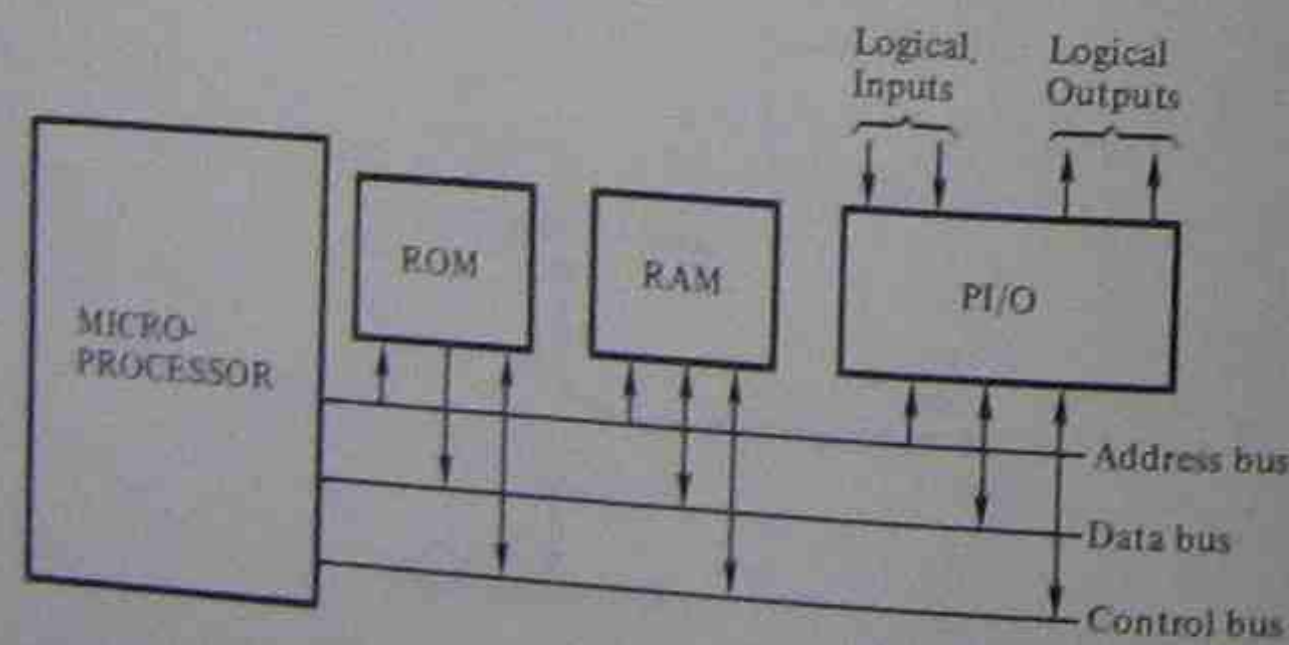 Logical
Inputs
Logical
Outputs
MICRO-
PROCESSOR
ROM
RAM
PI/O
Address bus
Data bus
Control bus